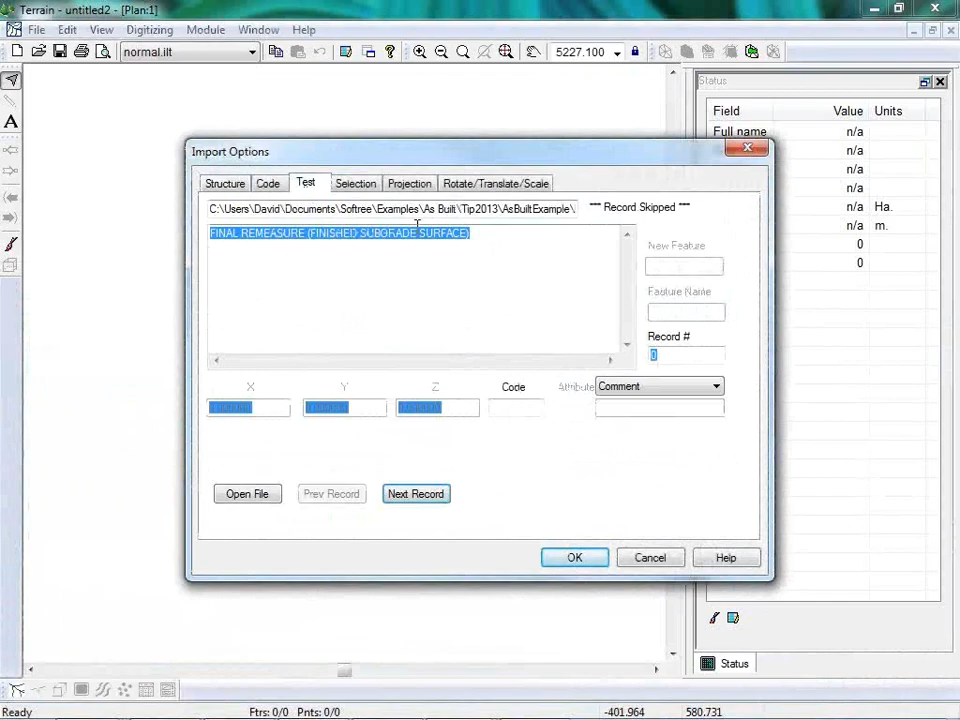 Terrain - untitled2 - [Plan:1]
File Edit View Digitizing Module Window Help
normal.ilt
5227.100
Status
Field Value Units
Full name n/a
n/a
n/a
n/a
n/a Ha.
n/a m.
0
0
Import Options
Structure Code Test Selection Projection Rotate/Translate/Scale
C:\Users\David\Documents\Softree\Examples\As Built\Tip2013\AsBuiltExample\
*** Record Skipped ***
FINAL REMEASURE (FINISHED SUBGRADE SURFACE)
New Feature
Feature Name
Record #
0
X Y Z Code Attribute Comment
Open File Prev Record Next Record
OK Cancel Help
Status
Ready Ftrs: 0/0 Pnts: 0/0 -401.964 580.731